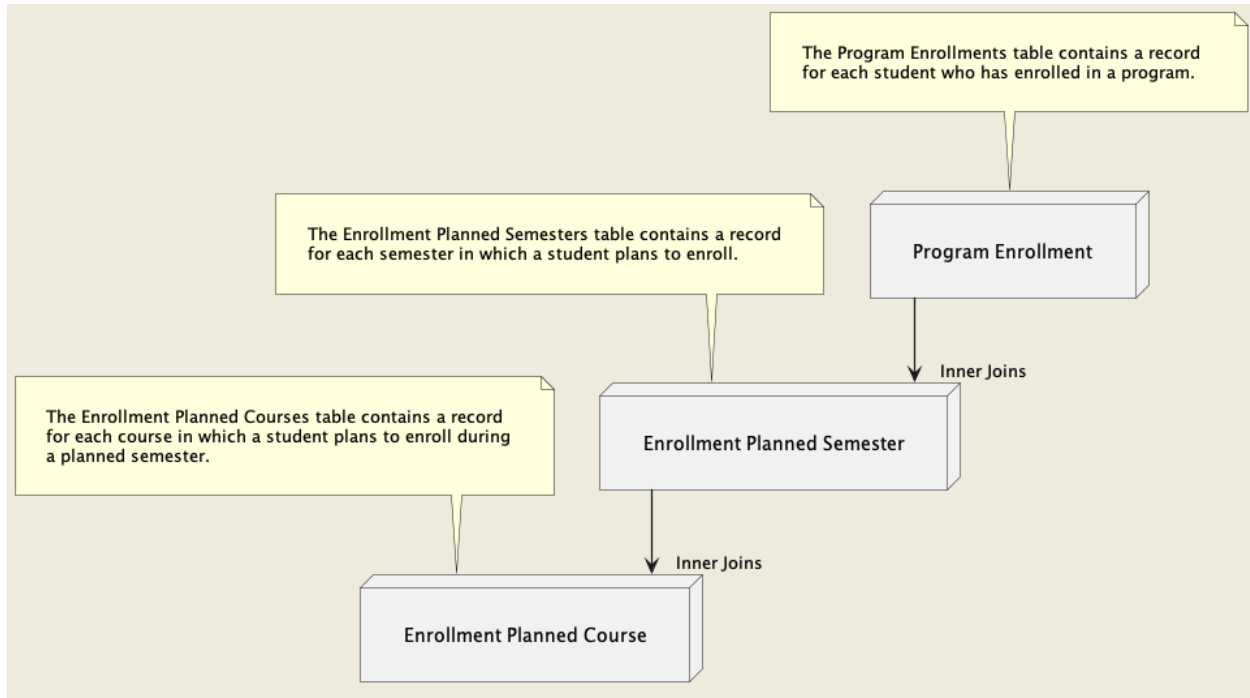 The Program Enrollments table contains a record
for each student who has enrolled in a program.
Program Enrollment
The Enrollment Planned Semesters table contains a record
for each semester in which a student plans to enroll.
Inner Joins
Enrollment Planned Semester
The Enrollment Planned Courses table contains a record
for each course in which a student plans to enroll during
a planned semester.
Inner Joins
Enrollment Planned Course